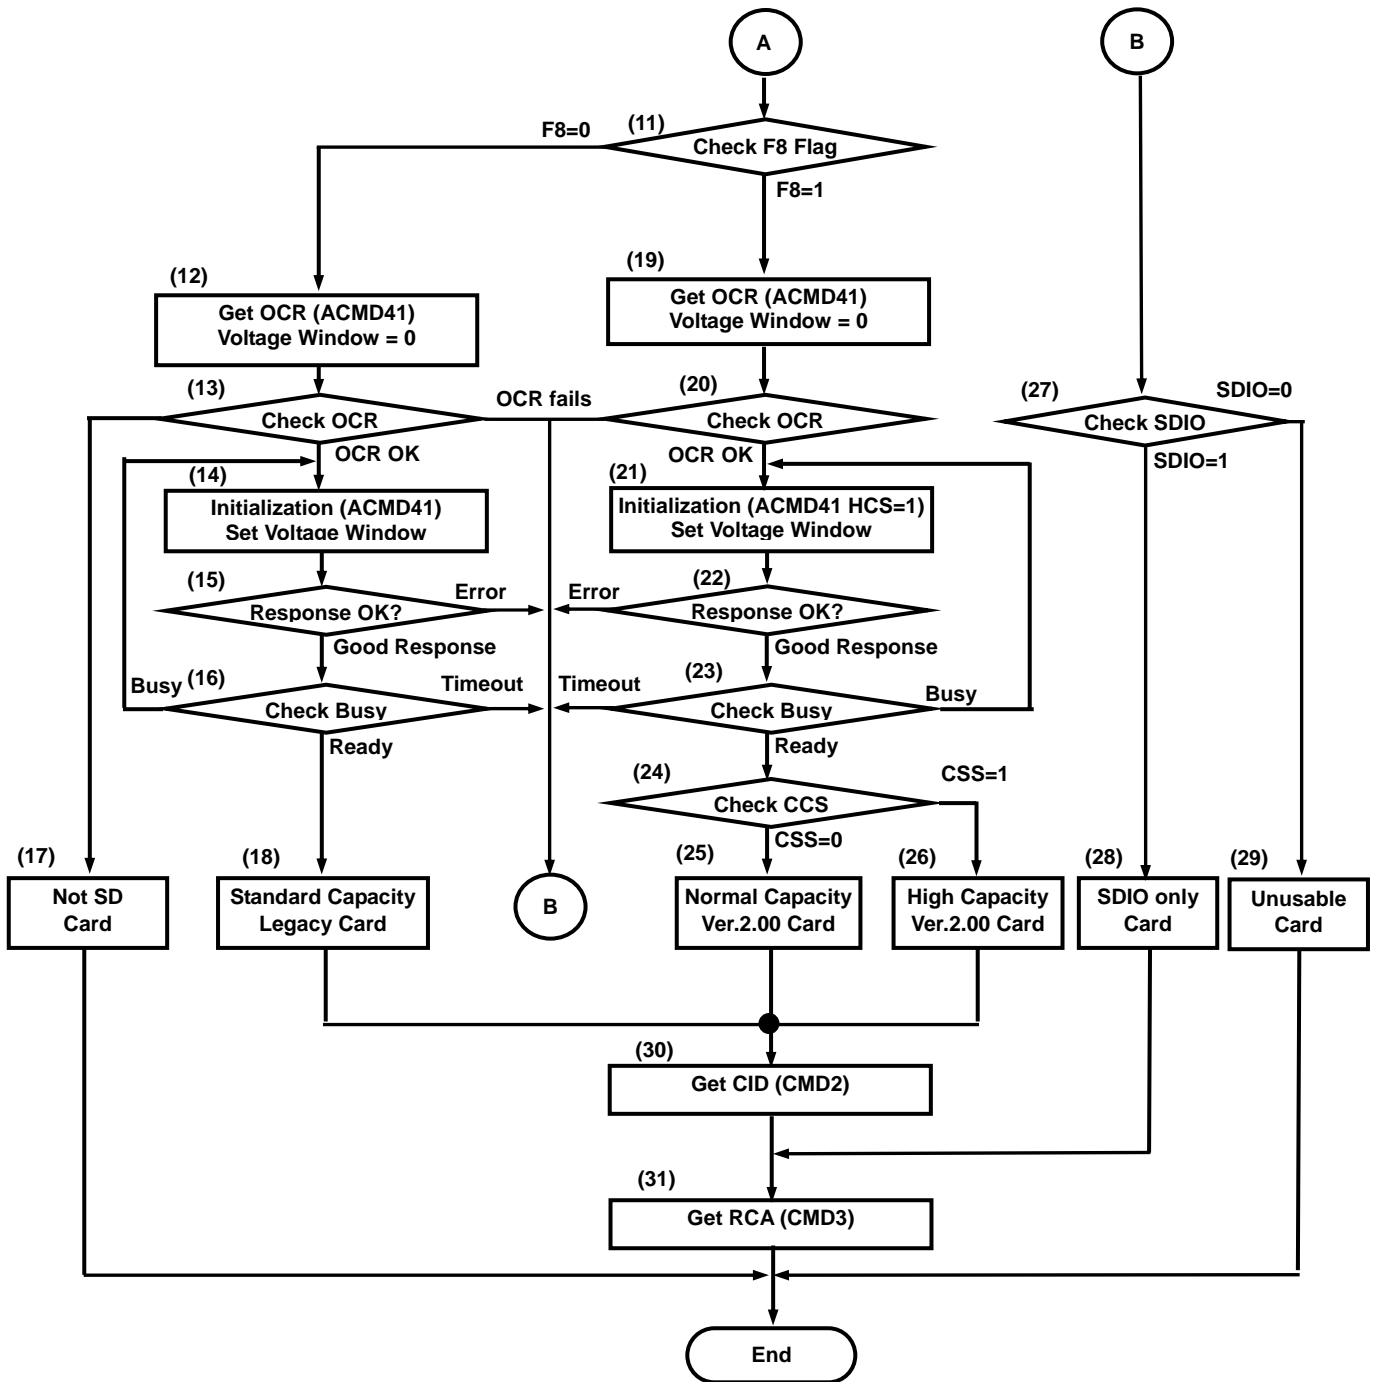 A
B
F8=0
(11)
Check F8 Flag
F8=1
(12)
Get OCR (ACMD41)
Voltage Window = 0
(19)
Get OCR (ACMD41)
Voltage Window = 0
(13)
Check OCR
OCR fails
(20)
Check OCR
(27)
Check SDIO
SDIO=0
SDIO=1
OCR OK
OCR OK
(14)
Initialization (ACMD41)
Set Voltage Window
(21)
Initialization (ACMD41 HCS=1)
Set Voltage Window
(15)
Response OK?
Error
Error
(22)
Response OK?
Good Response
Good Response
Busy
(16)
Check Busy
Timeout
Timeout
(23)
Check Busy
Busy
Ready
Ready
(24)
Check CCS
CSS=1
CSS=0
(17)
Not SD
Card
(18)
Standard Capacity
Legacy Card
B
(25)
Normal Capacity
Ver.2.00 Card
(26)
High Capacity
Ver.2.00 Card
(28)
SDIO only
Card
(29)
Unusable
Card
(30)
Get CID (CMD2)
(31)
Get RCA (CMD3)
End